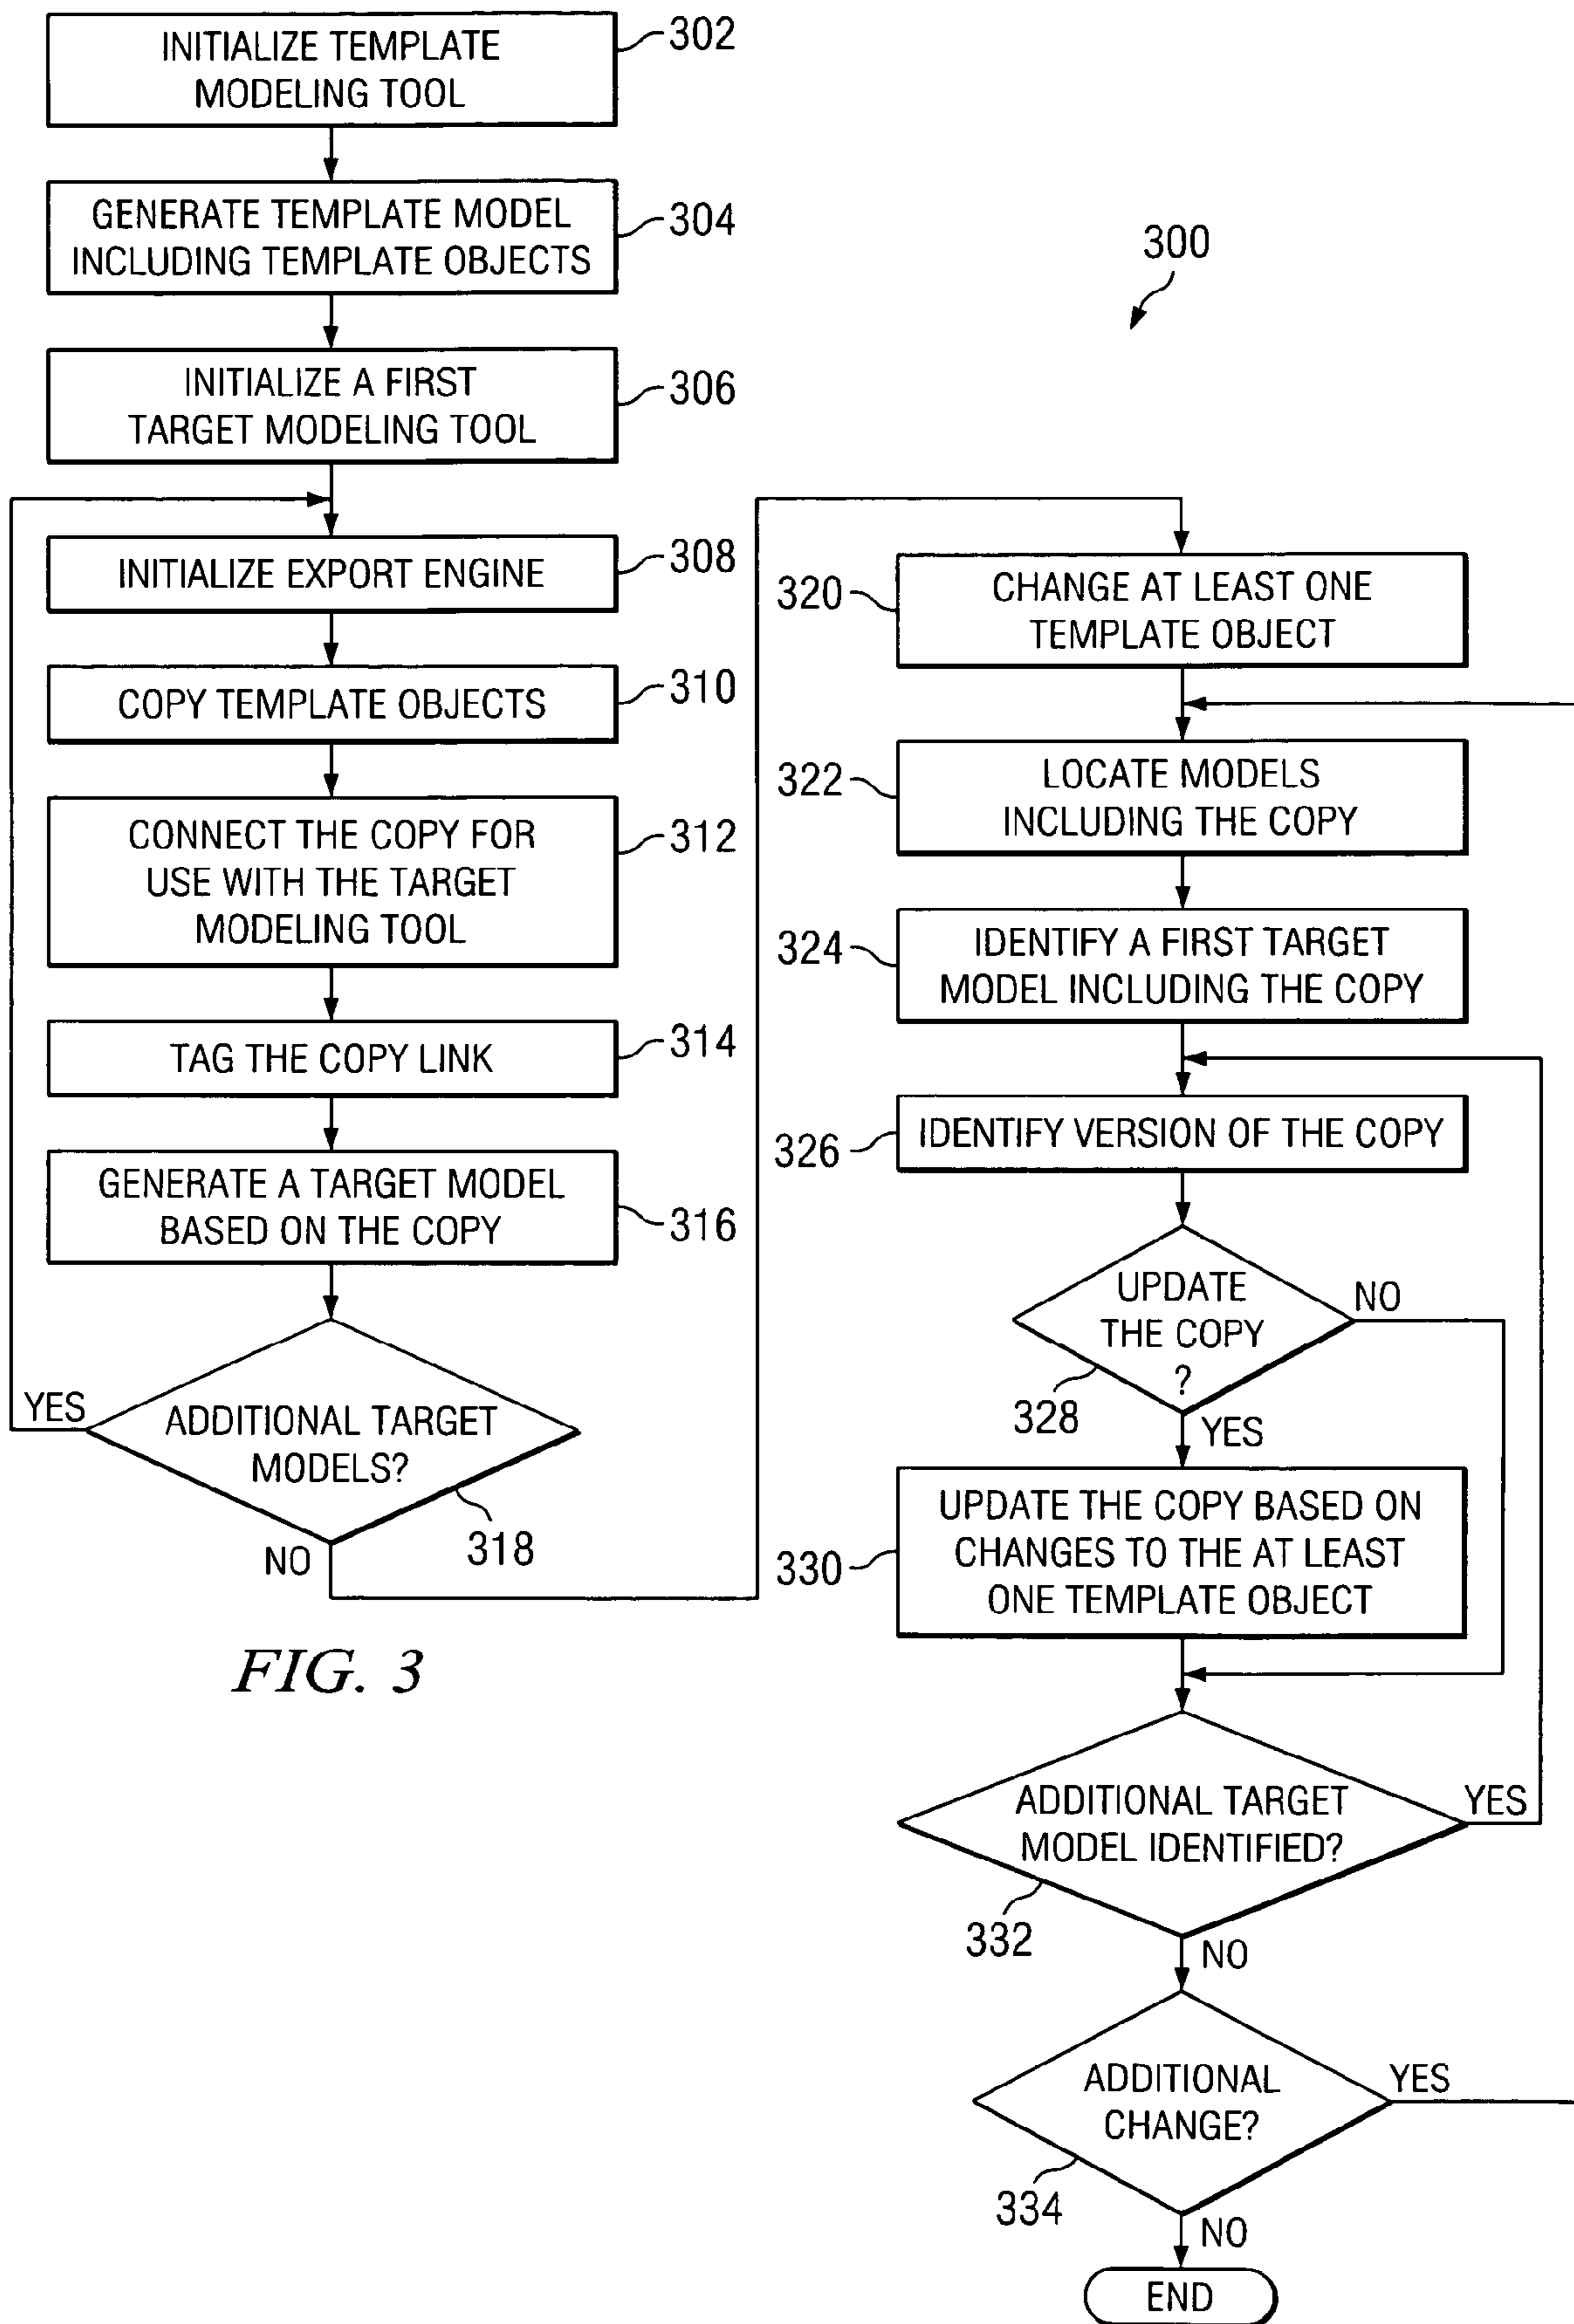 INITIALIZE TEMPLATE
MODELING TOOL
302
GENERATE TEMPLATE MODEL
INCLUDING TEMPLATE OBJECTS
304
INITIALIZE A FIRST
TARGET MODELING TOOL
306
INITIALIZE EXPORT ENGINE
308
COPY TEMPLATE OBJECTS
310
CONNECT THE COPY FOR
USE WITH THE TARGET
MODELING TOOL
312
TAG THE COPY LINK
314
GENERATE A TARGET MODEL
BASED ON THE COPY
316
YES
ADDITIONAL TARGET
MODELS?
318
NO
FIG. 3
300
320
CHANGE AT LEAST ONE
TEMPLATE OBJECT
322
LOCATE MODELS
INCLUDING THE COPY
324
IDENTIFY A FIRST TARGET
MODEL INCLUDING THE COPY
326
IDENTIFY VERSION OF THE COPY
UPDATE
THE COPY
?
NO
328
YES
330
UPDATE THE COPY BASED ON
CHANGES TO THE AT LEAST
ONE TEMPLATE OBJECT
ADDITIONAL TARGET
MODEL IDENTIFIED?
YES
332
NO
ADDITIONAL
CHANGE?
YES
334
NO
END